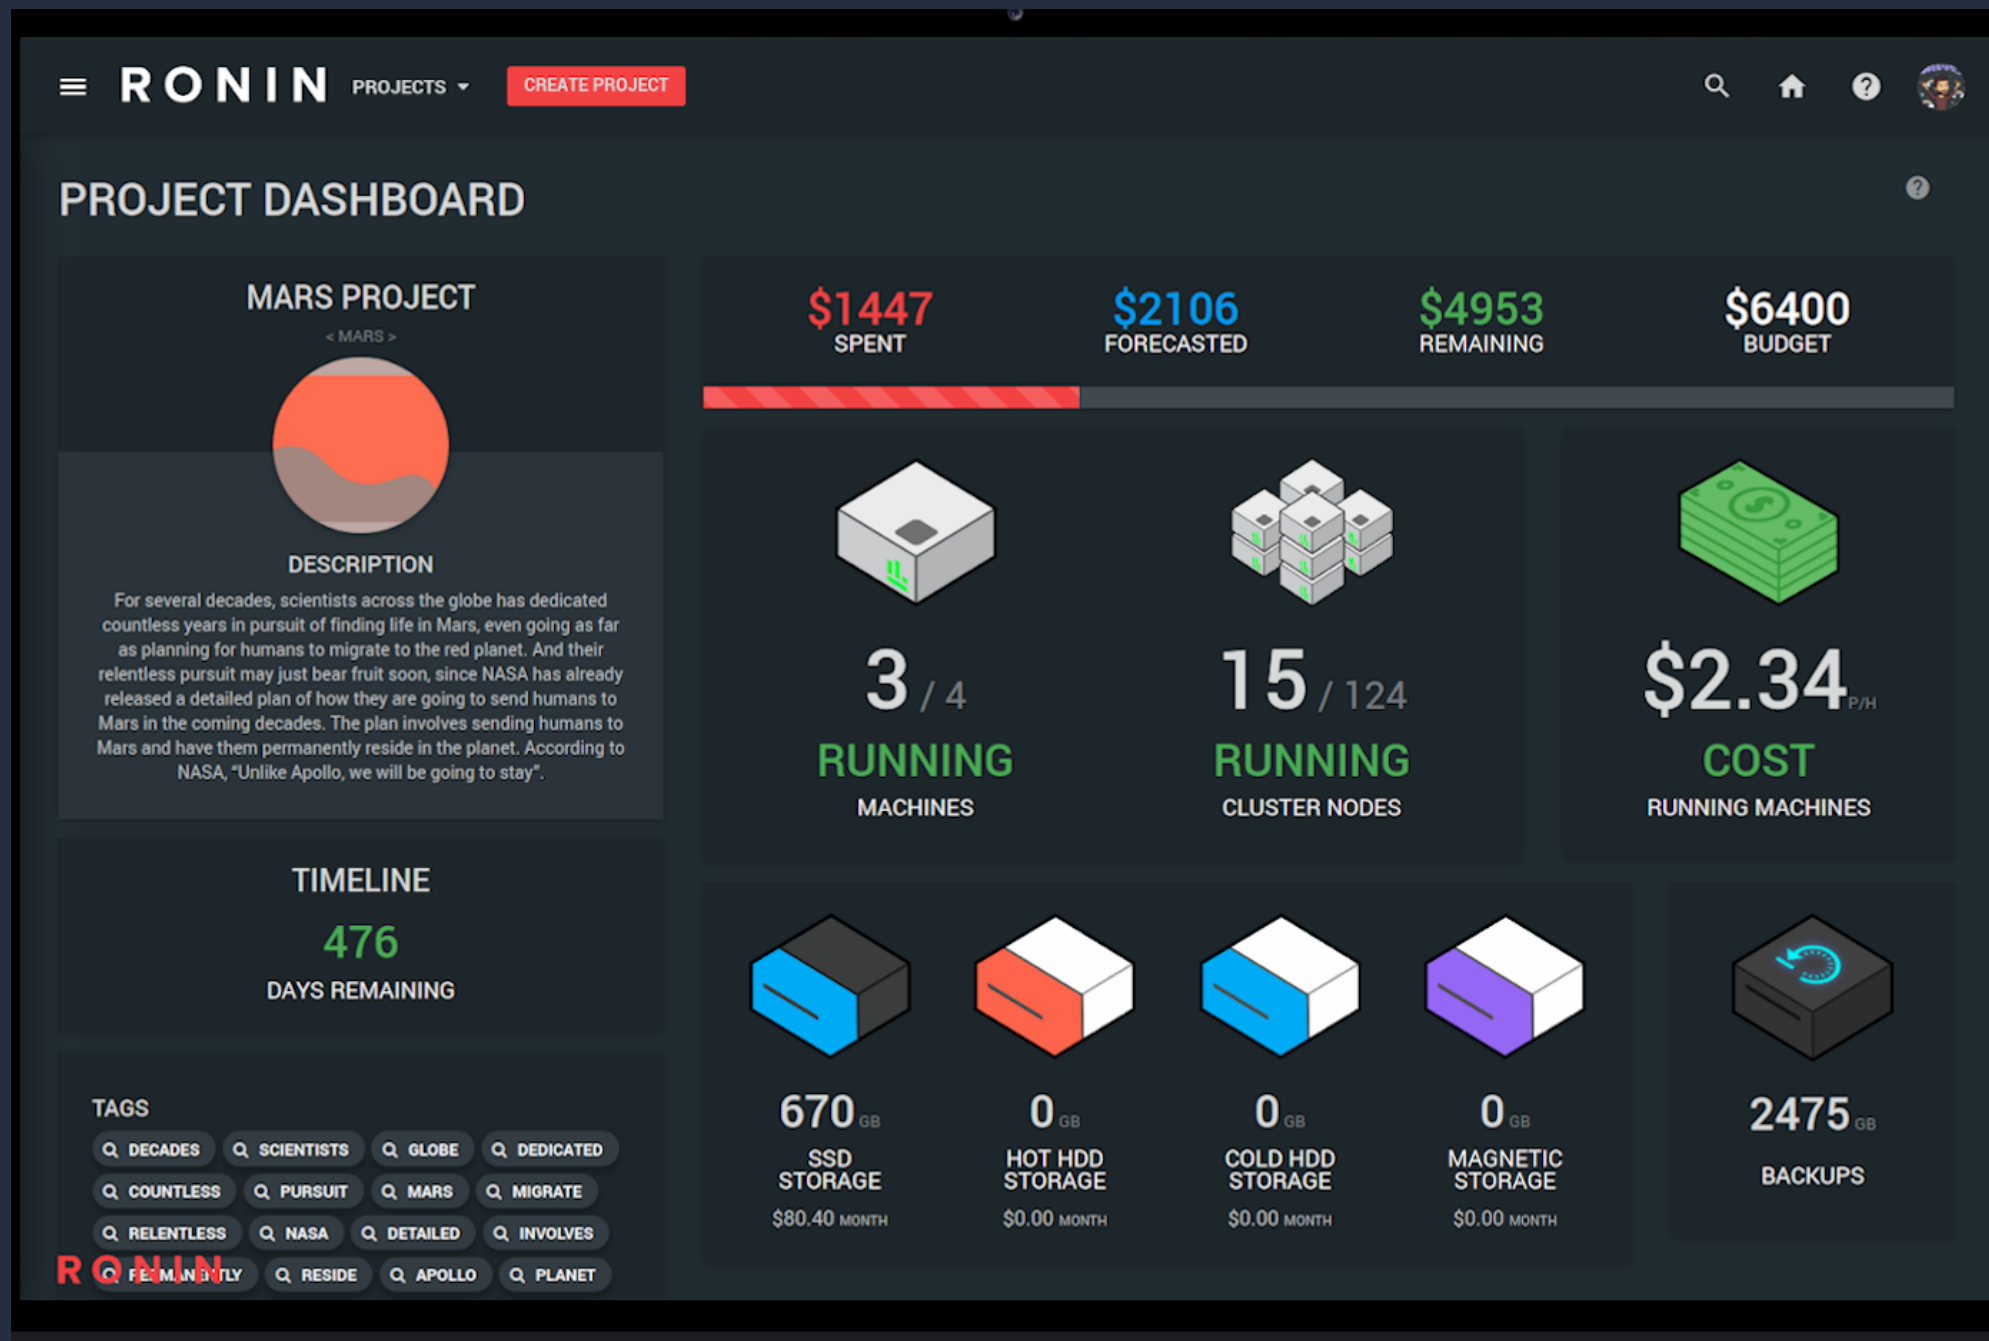 RONIN PROJECTS CREATE PROJECT
PROJECT DASHBOARD
MARS PROJECT
< MARS >
DESCRIPTION
For several decades, scientists across the globe has dedicated
countless years in pursuit of finding life in Mars, even going as far
as planning for humans to migrate to the red planet. And their
relentless pursuit may just bear fruit soon, since NASA has already
released a detailed plan of how they are going to send humans to
Mars in the coming decades. The plan involves sending humans to
Mars and have them permanently reside in the planet. According to
NASA, “Unlike Apollo, we will be going to stay”.
TIMELINE
476
DAYS REMAINING
TAGS
DECADES SCIENTISTS GLOBE DEDICATED
COUNTLESS PURSUIT MARS MIGRATE
RELENTLESS NASA DETAILED INVOLVES
PERMANENTLY RESIDE APOLLO PLANET
RONIN
$1447 $2106 $4953 $6400
SPENT FORECASTED REMAINING BUDGET
3 / 4
RUNNING
MACHINES
15 / 124
RUNNING
CLUSTER NODES
$2.34 P/H
COST
RUNNING MACHINES
670 GB
SSD
STORAGE
$80.40 MONTH
0 GB
HOT HDD
STORAGE
$0.00 MONTH
0 GB
COLD HDD
STORAGE
$0.00 MONTH
0 GB
MAGNETIC
STORAGE
$0.00 MONTH
2475 GB
BACKUPS